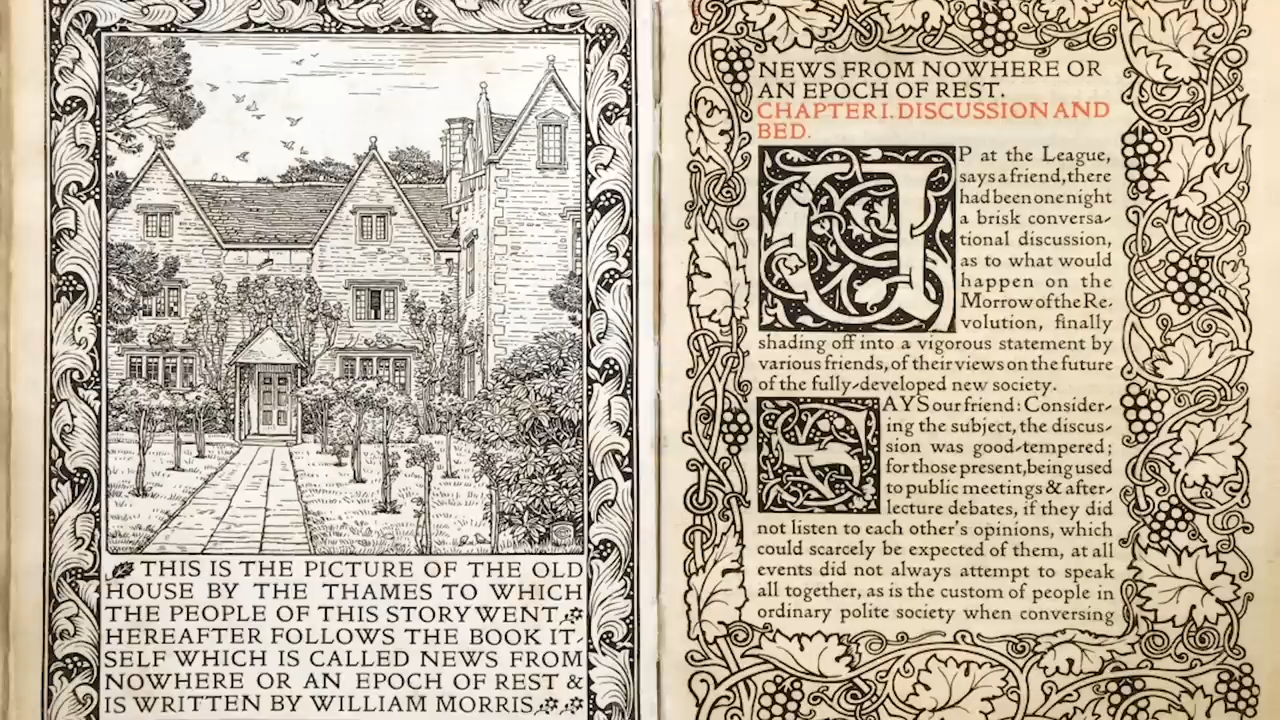 THIS IS THE PICTURE OF THE OLD
HOUSE BY THE THAMES TO WHICH
THE PEOPLE OF THIS STORY WENT
HEREAFTER FOLLOWS THE BOOK IT-
SELF WHICH IS CALLED NEWS FROM
NOWHERE OR AN EPOCH OF REST &
IS WRITTEN BY WILLIAM MORRIS
NEWS FROM NOWHERE OR
AN EPOCH OF REST.
CHAPTER I. DISCUSSION AND
BED.
UP at the League,
says a friend, there
had been one night
a brisk conversa-
tional discussion,
as to what would
happen on the
Morrow of the Re-
volution, finally
shading off into a vigorous statement by
various friends, of their views on the future
of the fully-developed new society.
SAYS our friend: Consider-
ing the subject, the discus-
sion was good-tempered;
for those present, being used
to public meetings & after-
lecture debates, if they did
not listen to each other's opinions, which
could scarcely be expected of them, at all
events did not always attempt to speak
all together, as is the custom of people in
ordinary polite society when conversing